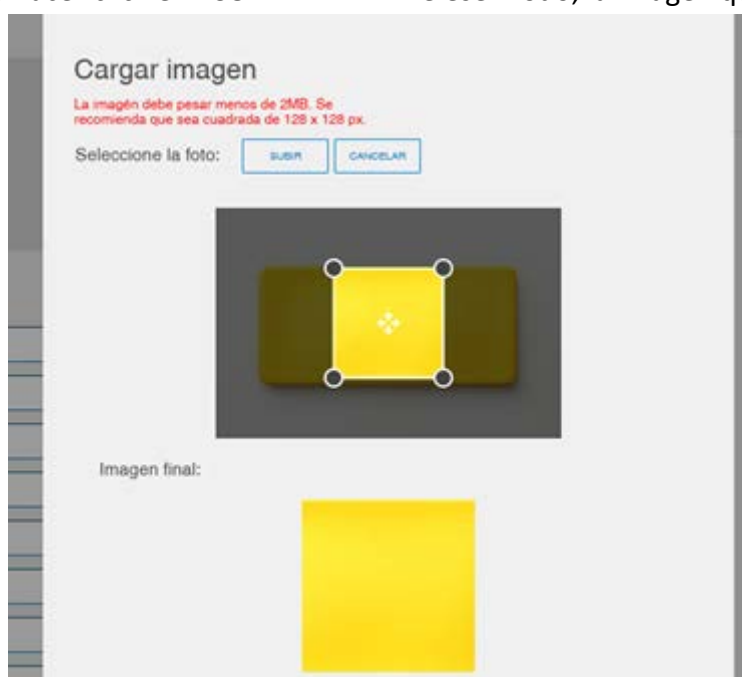 Cargar imagen
La imagén debe pesar menos de 2MB. Se
recomienda que sea cuadrada de 128 x 128 px.
Seleccione la foto: SUBIR CANCELAR
Imagen final: